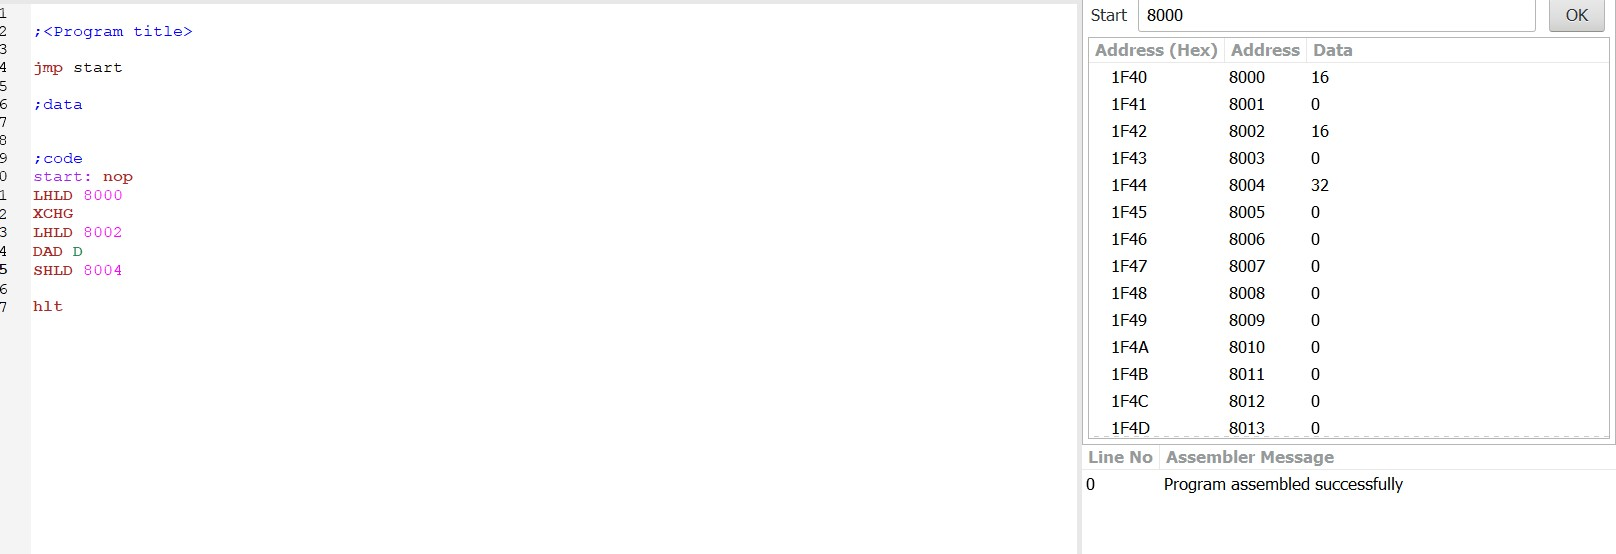 1
2 ;<Program title>
3
4 jmp start
5
6 ;data
7
8
9 ;code
0 start: nop
1 LHLD 8000
2 XCHG
3 LHLD 8002
4 DAD D
5 SHLD 8004
6
7 hlt
Start 8000 OK
Address (Hex) Address Data
1F40 8000 16
1F41 8001 0
1F42 8002 16
1F43 8003 0
1F44 8004 32
1F45 8005 0
1F46 8006 0
1F47 8007 0
1F48 8008 0
1F49 8009 0
1F4A 8010 0
1F4B 8011 0
1F4C 8012 0
1F4D 8013 0
Line No Assembler Message
0 Program assembled successfully